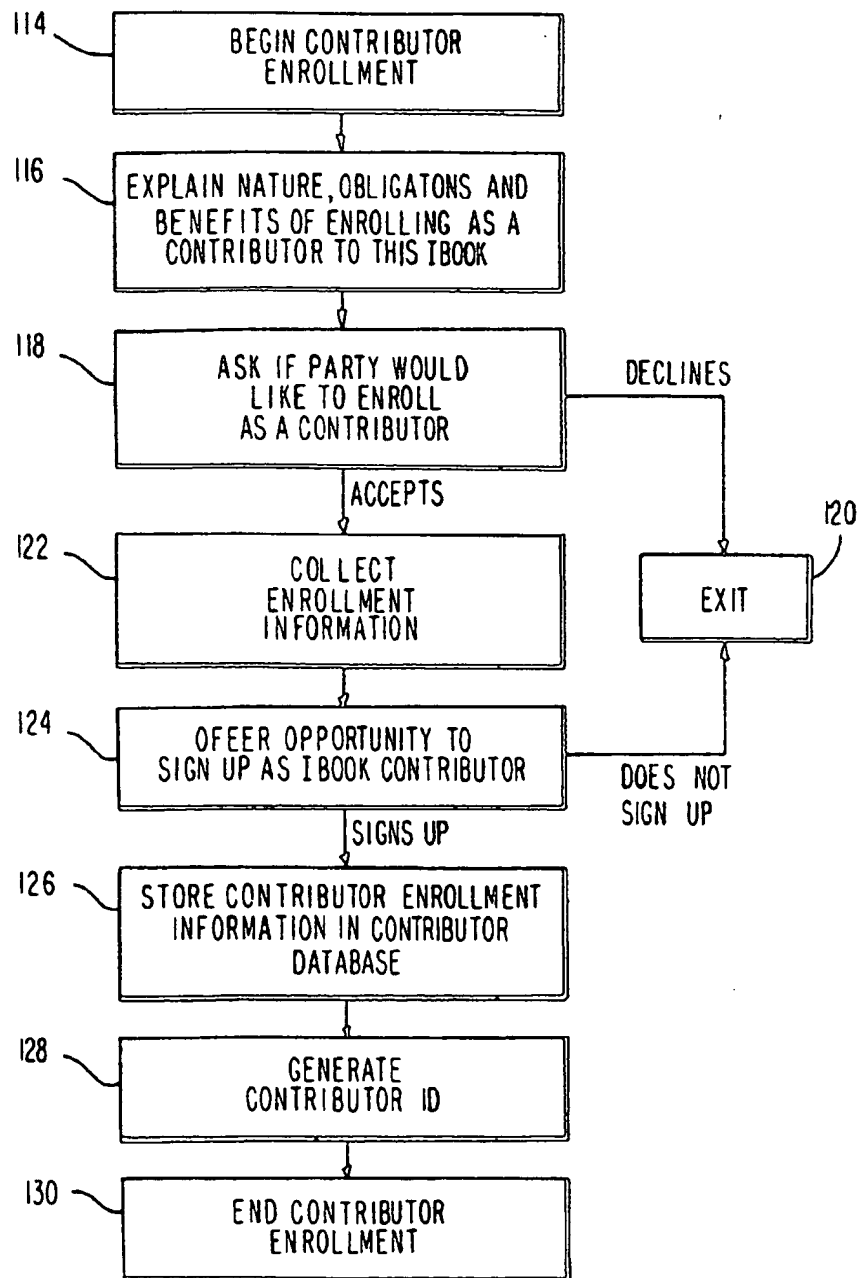 114
BEGIN CONTRIBUTOR
ENROLLMENT
116
EXPLAIN NATURE, OBLIGATONS AND
BENEFITS OF ENROLLING AS A
CONTRIBUTOR TO THIS IBOOK
118
ASK IF PARTY WOULD
LIKE TO ENROLL
AS A CONTRIBUTOR
DECLINES
ACCEPTS
120
EXIT
122
COLLECT
ENROLLMENT
INFORMATION
124
OFEER OPPORTUNITY TO
SIGN UP AS IBOOK CONTRIBUTOR
DOES NOT
SIGN UP
SIGNS UP
126
STORE CONTRIBUTOR ENROLLMENT
INFORMATION IN CONTRIBUTOR
DATABASE
128
GENERATE
CONTRIBUTOR ID
130
END CONTRIBUTOR
ENROLLMENT